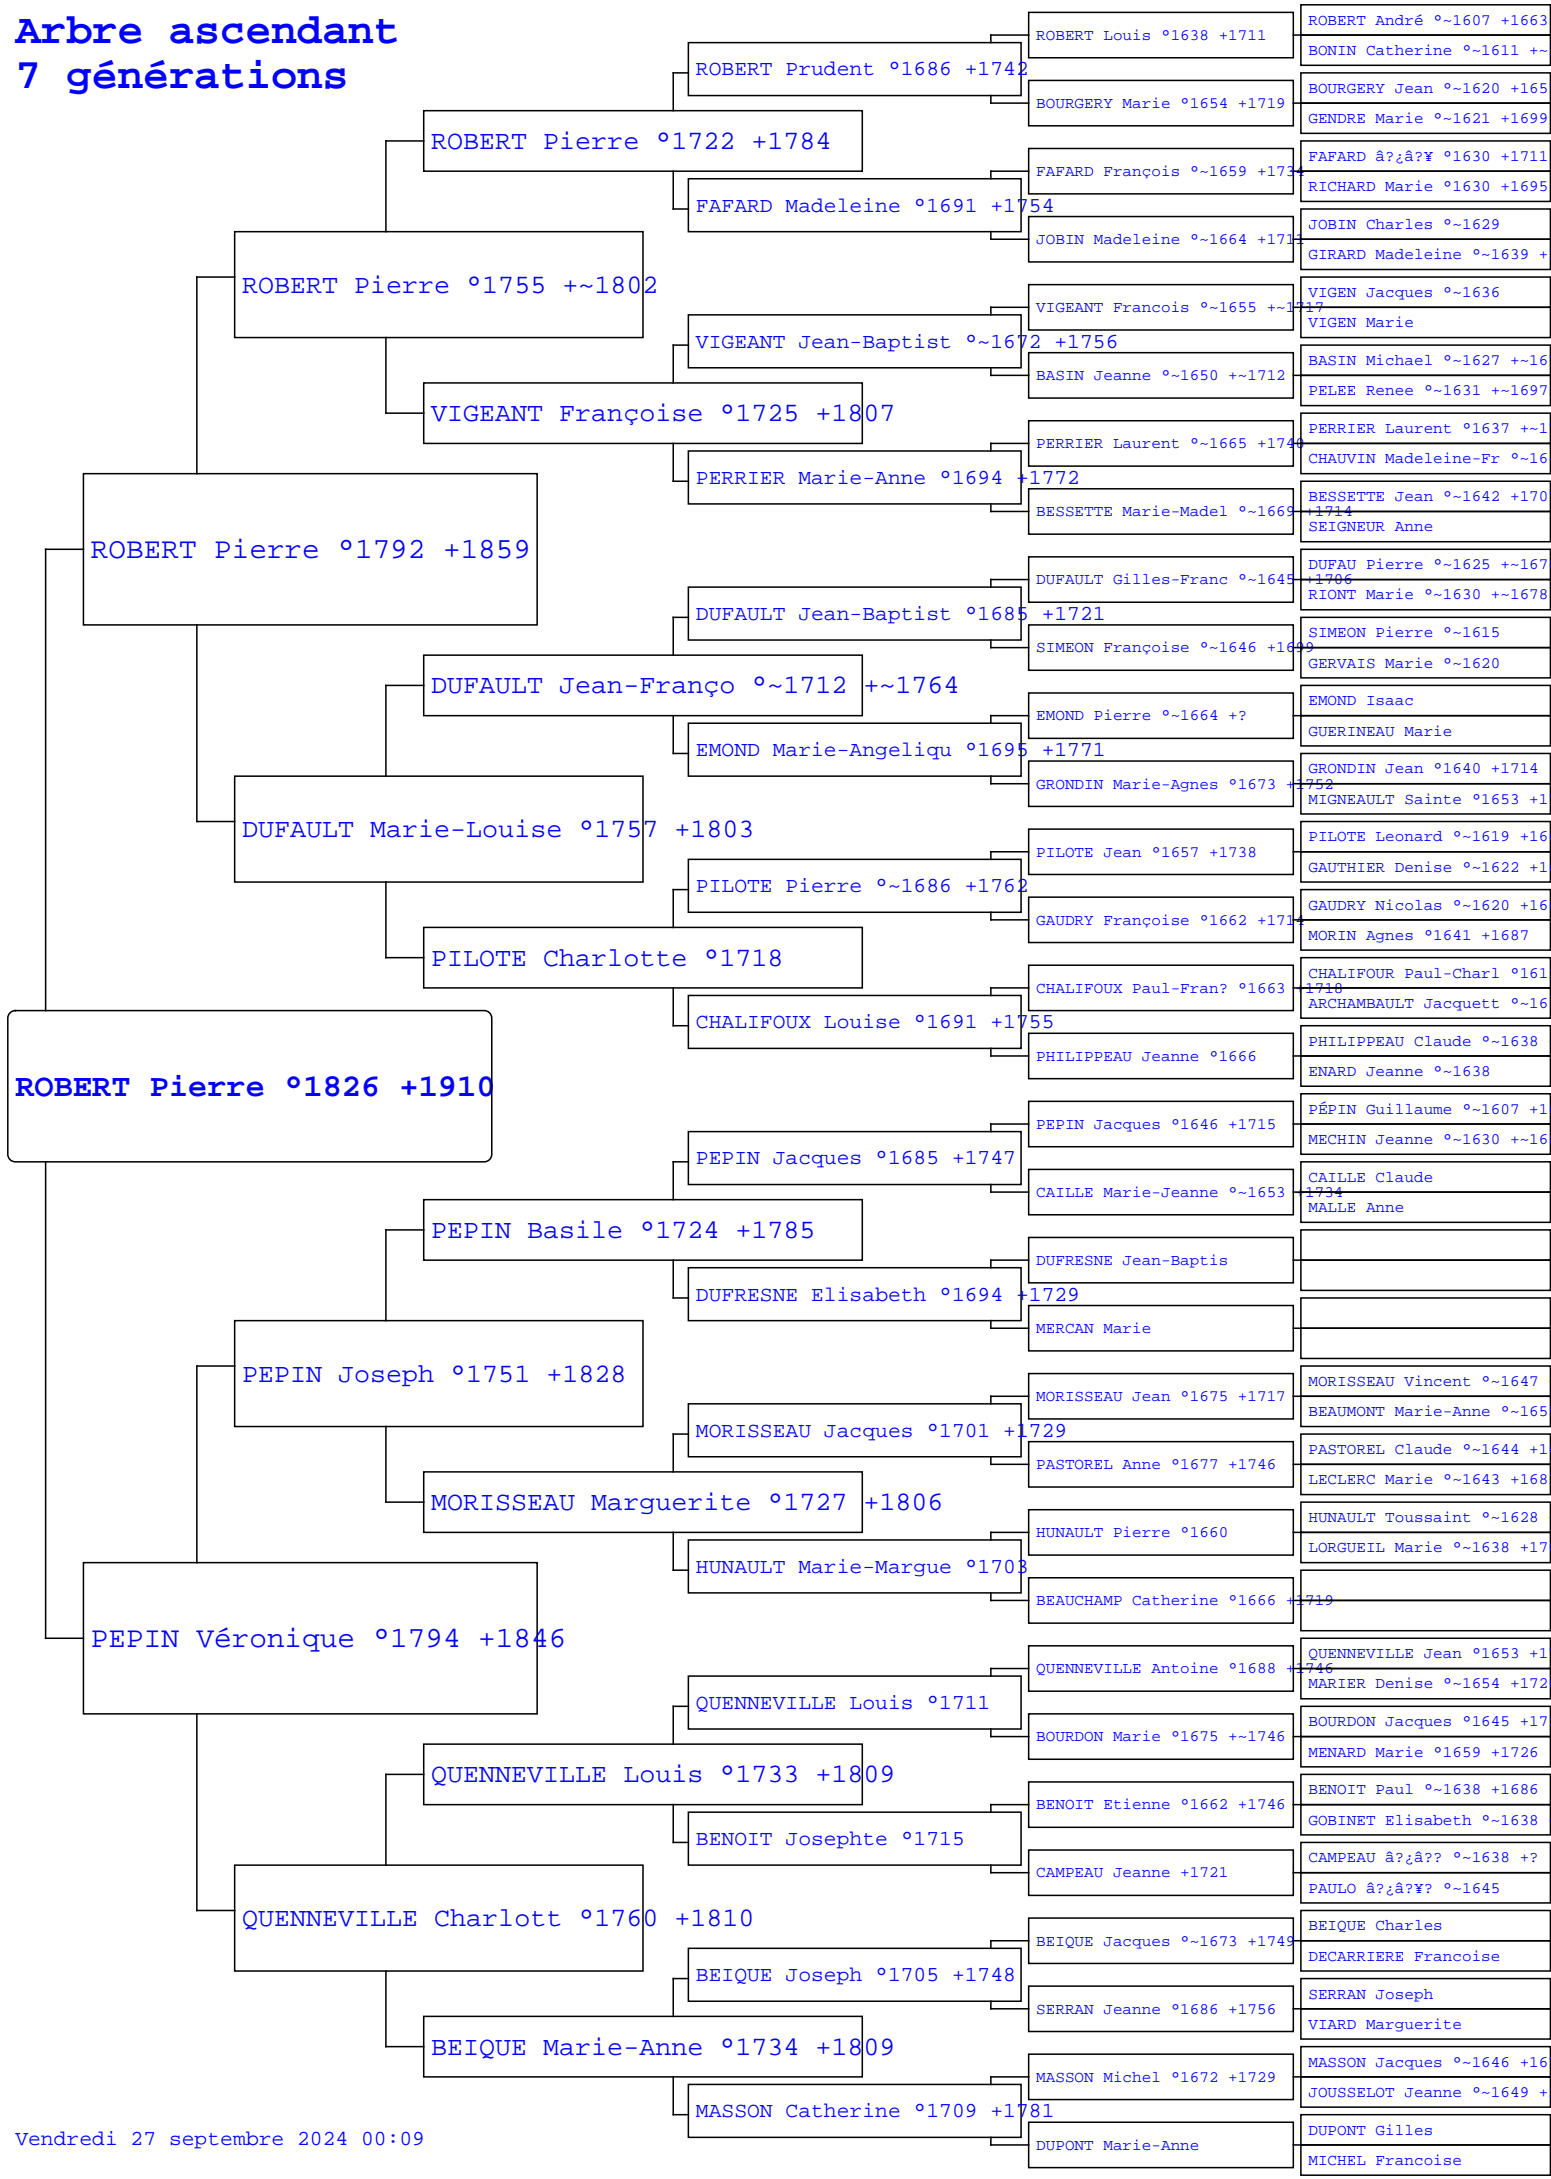 Arbre ascendant
7 générations
ROBERT Pierre °1826 +1910
ROBERT Pierre °1792 +1859
PEPIN Véronique °1794 +1846
ROBERT Pierre °1755 +~1802
DUFAULT Marie-Louise °1757 +1803
PEPIN Joseph °1751 +1828
QUENNEVILLE Charlott °1760 +1810
ROBERT Pierre °1722 +1784
VIGEANT Françoise °1725 +1807
DUFAULT Jean-Franço °~1712 +~1764
PILOTE Charlotte °1718
PEPIN Basile °1724 +1785
MORISSEAU Marguerite °1727 +1806
QUENNEVILLE Louis °1733 +1809
BEIQUE Marie-Anne °1734 +1809
ROBERT Prudent °1686 +1742
FAFARD Madeleine °1691 +1754
VIGEANT Jean-Baptist °~1672 +1756
PERRIER Marie-Anne °1694 +1772
DUFAULT Jean-Baptist °1685 +1721
EMOND Marie-Angeliqu °1695 +1771
PILOTE Pierre °~1686 +1762
CHALIFOUX Louise °1691 +1755
PEPIN Jacques °1685 +1747
DUFRESNE Elisabeth °1694 +1729
MORISSEAU Jacques °1701 +1729
HUNAULT Marie-Margue °1703
QUENNEVILLE Louis °1711
BENOIT Josephte °1715
BEIQUE Joseph °1705 +1748
MASSON Catherine °1709 +1781
ROBERT Louis °1638 +1711
BOURGERY Marie °1654 +1719
FAFARD François °~1659 +1734
JOBIN Madeleine °~1664 +1711
VIGEANT Francois °~1655 +~1717
BASIN Jeanne °~1650 +~1712
PERRIER Laurent °~1665 +1740
BESSETTE Marie-Madel °~1669 +1714
DUFAULT Gilles-Franc °~1645 +1706
SIMEON Françoise °~1646 +1699
EMOND Pierre °~1664 +?
GRONDIN Marie-Agnes °1673 +1752
PILOTE Jean °1657 +1738
GAUDRY Françoise °1662 +1714
CHALIFOUX Paul-Fran? °1663 +1718
PHILIPPEAU Jeanne °1666
PEPIN Jacques °1646 +1715
CAILLE Marie-Jeanne °~1653 +1734
DUFRESNE Jean-Baptis
MERCAN Marie
MORISSEAU Jean °1675 +1717
PASTOREL Anne °1677 +1746
HUNAULT Pierre °1660
BEAUCHAMP Catherine °1666 +1719
QUENNEVILLE Antoine °1688 +1746
BOURDON Marie °1675 +~1746
BENOIT Etienne °1662 +1746
CAMPEAU Jeanne +1721
BEIQUE Jacques °~1673 +1749
SERRAN Jeanne °1686 +1756
MASSON Michel °1672 +1729
DUPONT Marie-Anne
ROBERT André °~1607 +1663
BONIN Catherine °~1611 +~
BOURGERY Jean °~1620 +165
GENDRE Marie °~1621 +1699
FAFARD â?¿â?¥ °1630 +1711
RICHARD Marie °1630 +1695
JOBIN Charles °~1629
GIRARD Madeleine °~1639 +
VIGEN Jacques °~1636
VIGEN Marie
BASIN Michael °~1627 +~16
PELEE Renee °~1631 +~1697
PERRIER Laurent °1637 +~1
CHAUVIN Madeleine-Fr °~16
BESSETTE Jean °~1642 +170
SEIGNEUR Anne
DUFAU Pierre °~1625 +~167
RIONT Marie °~1630 +~1678
SIMEON Pierre °~1615
GERVAIS Marie °~1620
EMOND Isaac
GUERINEAU Marie
GRONDIN Jean °1640 +1714
MIGNEAULT Sainte °1653 +1
PILOTE Leonard °~1619 +16
GAUTHIER Denise °~1622 +1
GAUDRY Nicolas °~1620 +16
MORIN Agnes °1641 +1687
CHALIFOUR Paul-Charl °161
ARCHAMBAULT Jacquett °~16
PHILIPPEAU Claude °~1638
ENARD Jeanne °~1638
PÉPIN Guillaume °~1607 +1
MECHIN Jeanne °~1630 +~16
CAILLE Claude
MALLE Anne
MORISSEAU Vincent °~1647
BEAUMONT Marie-Anne °~165
PASTOREL Claude °~1644 +1
LECLERC Marie °~1643 +168
HUNAULT Toussaint °~1628
LORGUEIL Marie °~1638 +17
QUENNEVILLE Jean °1653 +1
MARIER Denise °~1654 +172
BOURDON Jacques °1645 +17
MENARD Marie °1659 +1726
BENOIT Paul °~1638 +1686
GOBINET Elisabeth °~1638
CAMPEAU â?¿â?? °~1638 +?
PAULO â?¿â?¥? °~1645
BEIQUE Charles
DECARRIERE Francoise
SERRAN Joseph
VIARD Marguerite
MASSON Jacques °~1646 +16
JOUSSELOT Jeanne °~1649 +
DUPONT Gilles
MICHEL Francoise
Vendredi 27 septembre 2024 00:09